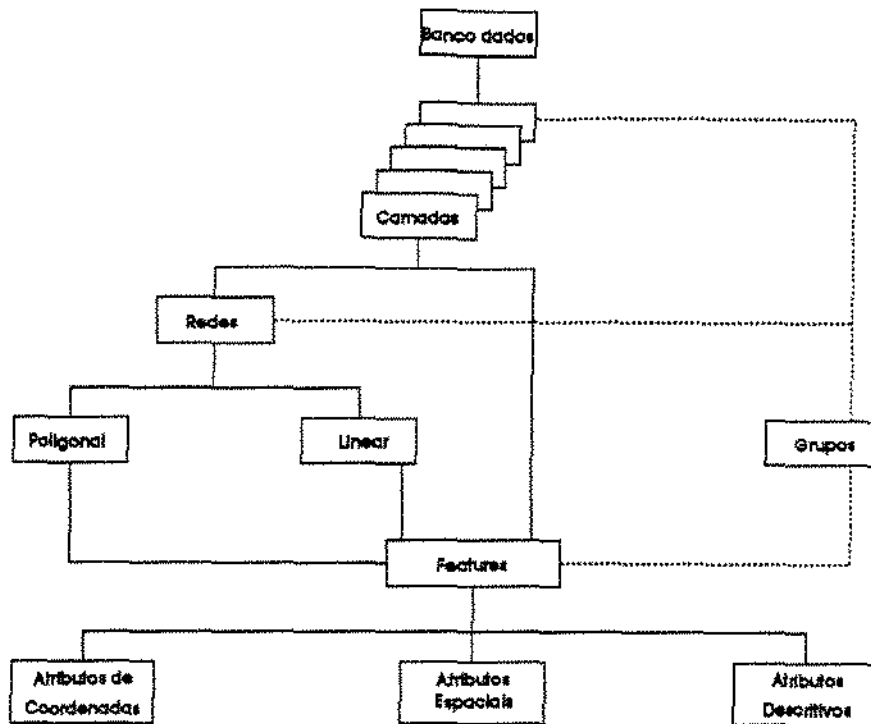 Banco dados
Camadas
Redes
Poligonal
Linear
Grupos
Features
Atributos de
Coordenadas
Atributos
Espaciais
Atributos
Descritivos